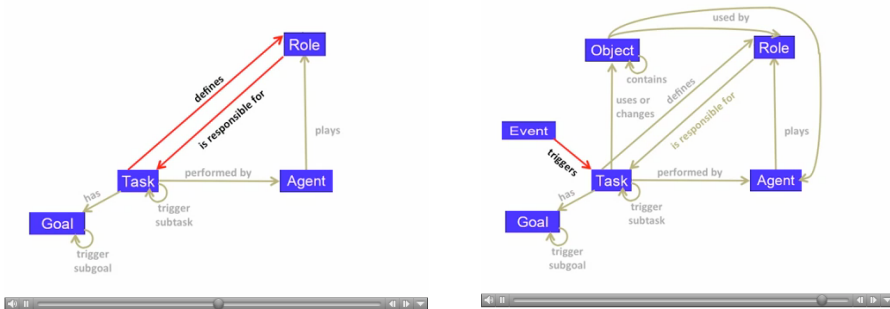 Role
defines
is responsible for
plays
Task
performed by
Agent
has
trigger
subtask
Goal
trigger
subgoal
used by
Object
Role
contains
uses or
changes
defines
is responsible for
Event
triggers
plays
Task
performed by
Agent
has
trigger
subtask
Goal
trigger
subgoal